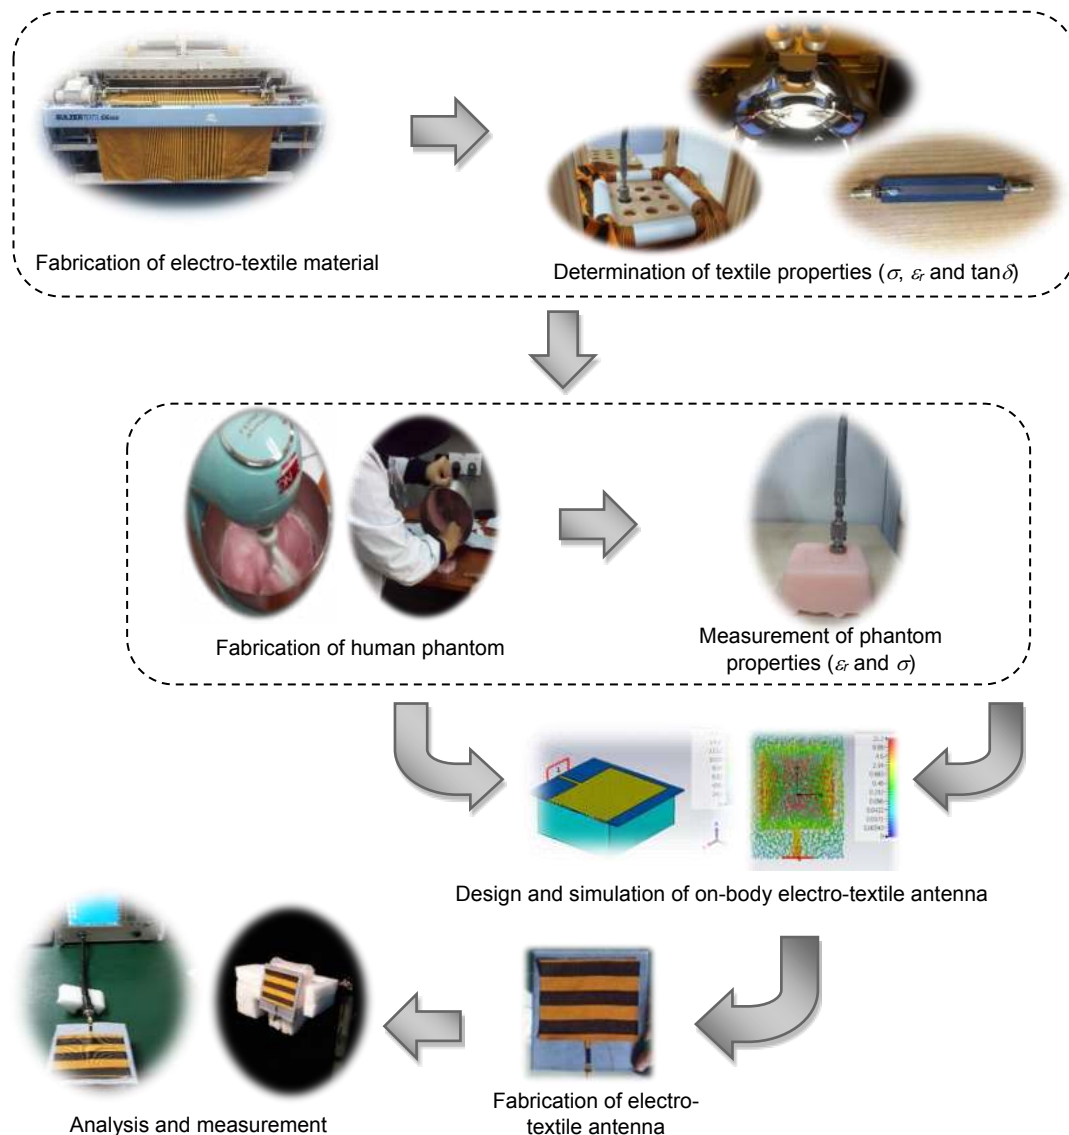 SULZERTEXTIL
Fabrication of electro-textile material
Determination of textile properties (σ, εr and tanδ)
Fabrication of human phantom
Measurement of phantom
properties (εr and σ)
1
Design and simulation of on-body electro-textile antenna
Fabrication of electro-
textile antenna
Analysis and measurement